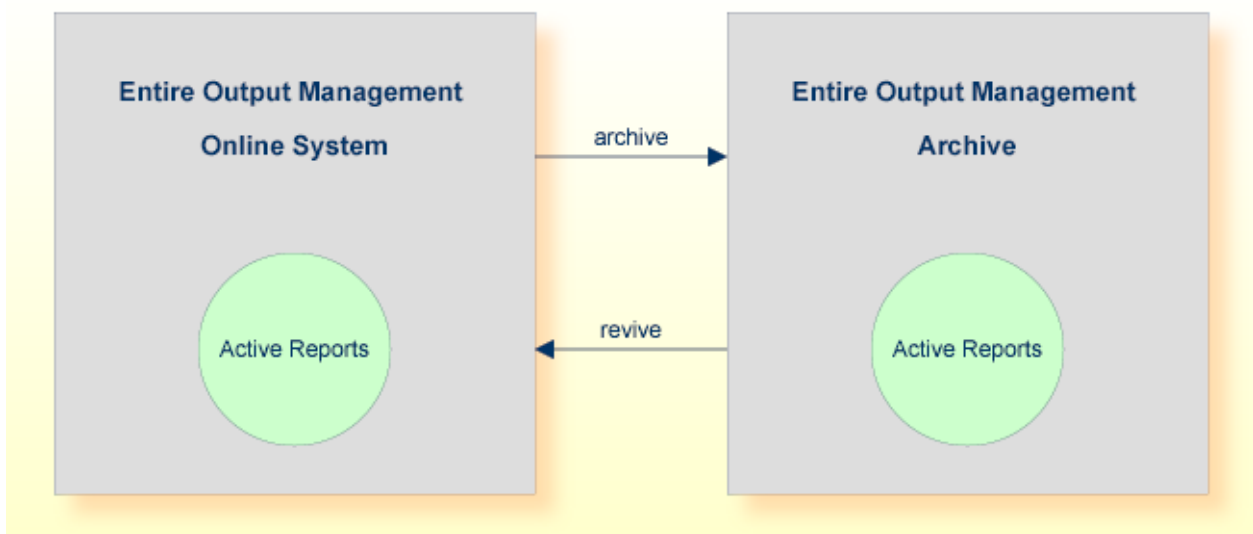 Entire Output Management
Online System
Active Reports
archive
revive
Entire Output Management
Archive
Active Reports